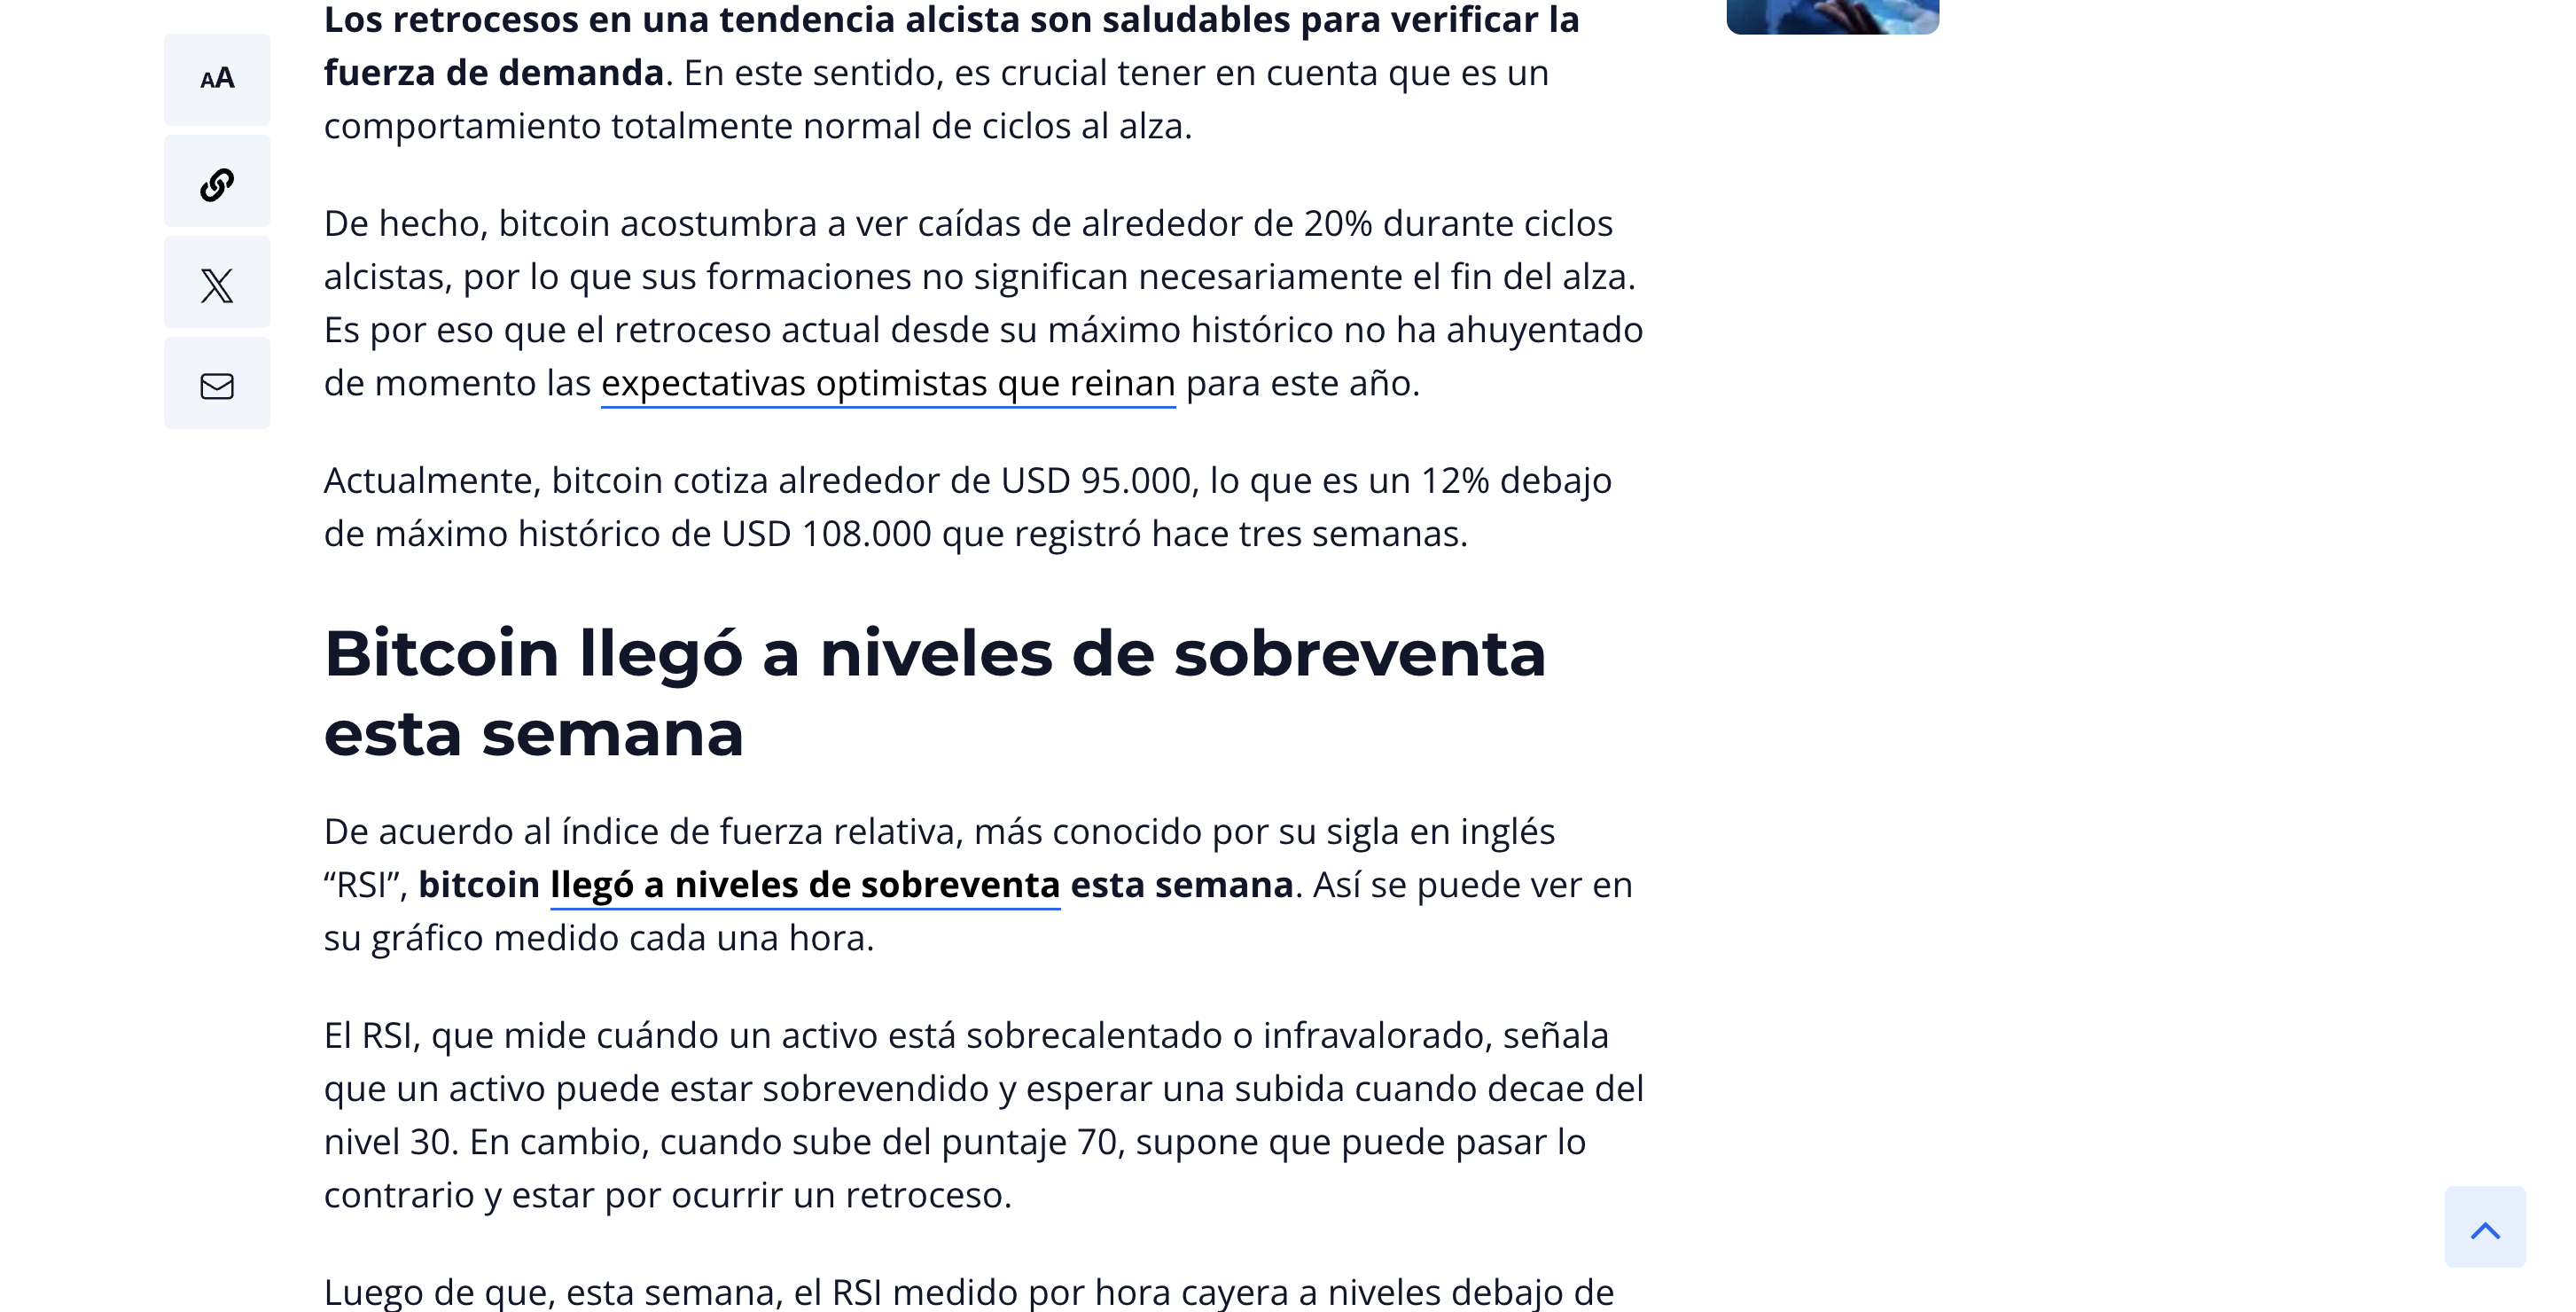 Los retrocesos en una tendencia alcista son saludables para verificar la
fuerza de demanda. En este sentido, es crucial tener en cuenta que es un
comportamiento totalmente normal de ciclos al alza.
AA
De hecho, bitcoin acostumbra a ver caídas de alrededor de 20% durante ciclos
alcistas, por lo que sus formaciones no significan necesariamente el fin del alza.
Es por eso que el retroceso actual desde su máximo histórico no ha ahuyentado
de momento las expectativas optimistas que reinan para este año.
Actualmente, bitcoin cotiza alrededor de USD 95.000, lo que es un 12% debajo
de máximo histórico de USD 108.000 que registró hace tres semanas.
Bitcoin llegó a niveles de sobreventa
esta semana
De acuerdo al índice de fuerza relativa, más conocido por su sigla en inglés
“RSI”, bitcoin llegó a niveles de sobreventa esta semana. Así se puede ver en
su gráfico medido cada una hora.
El RSI, que mide cuándo un activo está sobrecalentado o infravalorado, señala
que un activo puede estar sobrevendido y esperar una subida cuando decae del
nivel 30. En cambio, cuando sube del puntaje 70, supone que puede pasar lo
contrario y estar por ocurrir un retroceso.
Luego de que, esta semana, el RSI medido por hora cayera a niveles debajo de